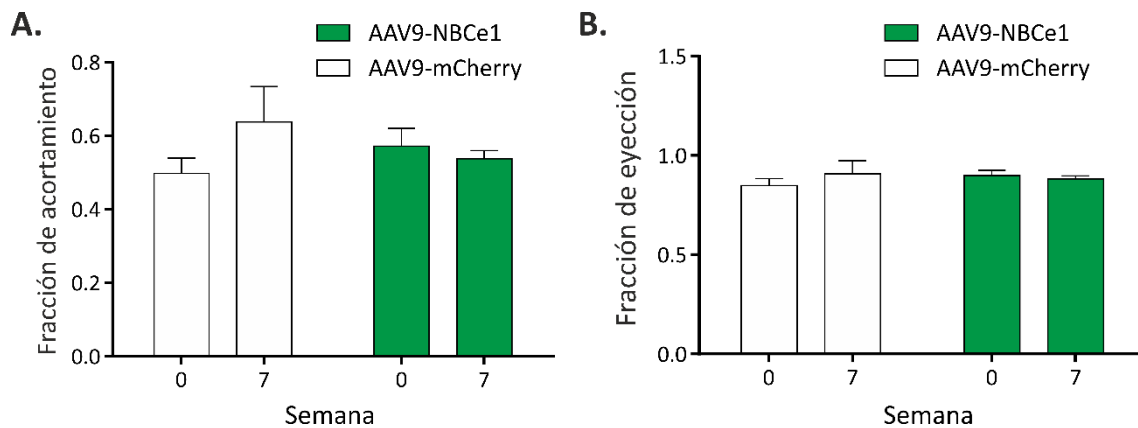 A.
AAV9-NBCe1
AAV9-mCherry
Fracción de acortamiento
0.8
0.6
0.4
0.2
0.0
0 7 0 7
Semana
B.
AAV9-NBCe1
AAV9-mCherry
Fracción de eyección
1.5
1.0
0.5
0.0
0 7 0 7
Semana